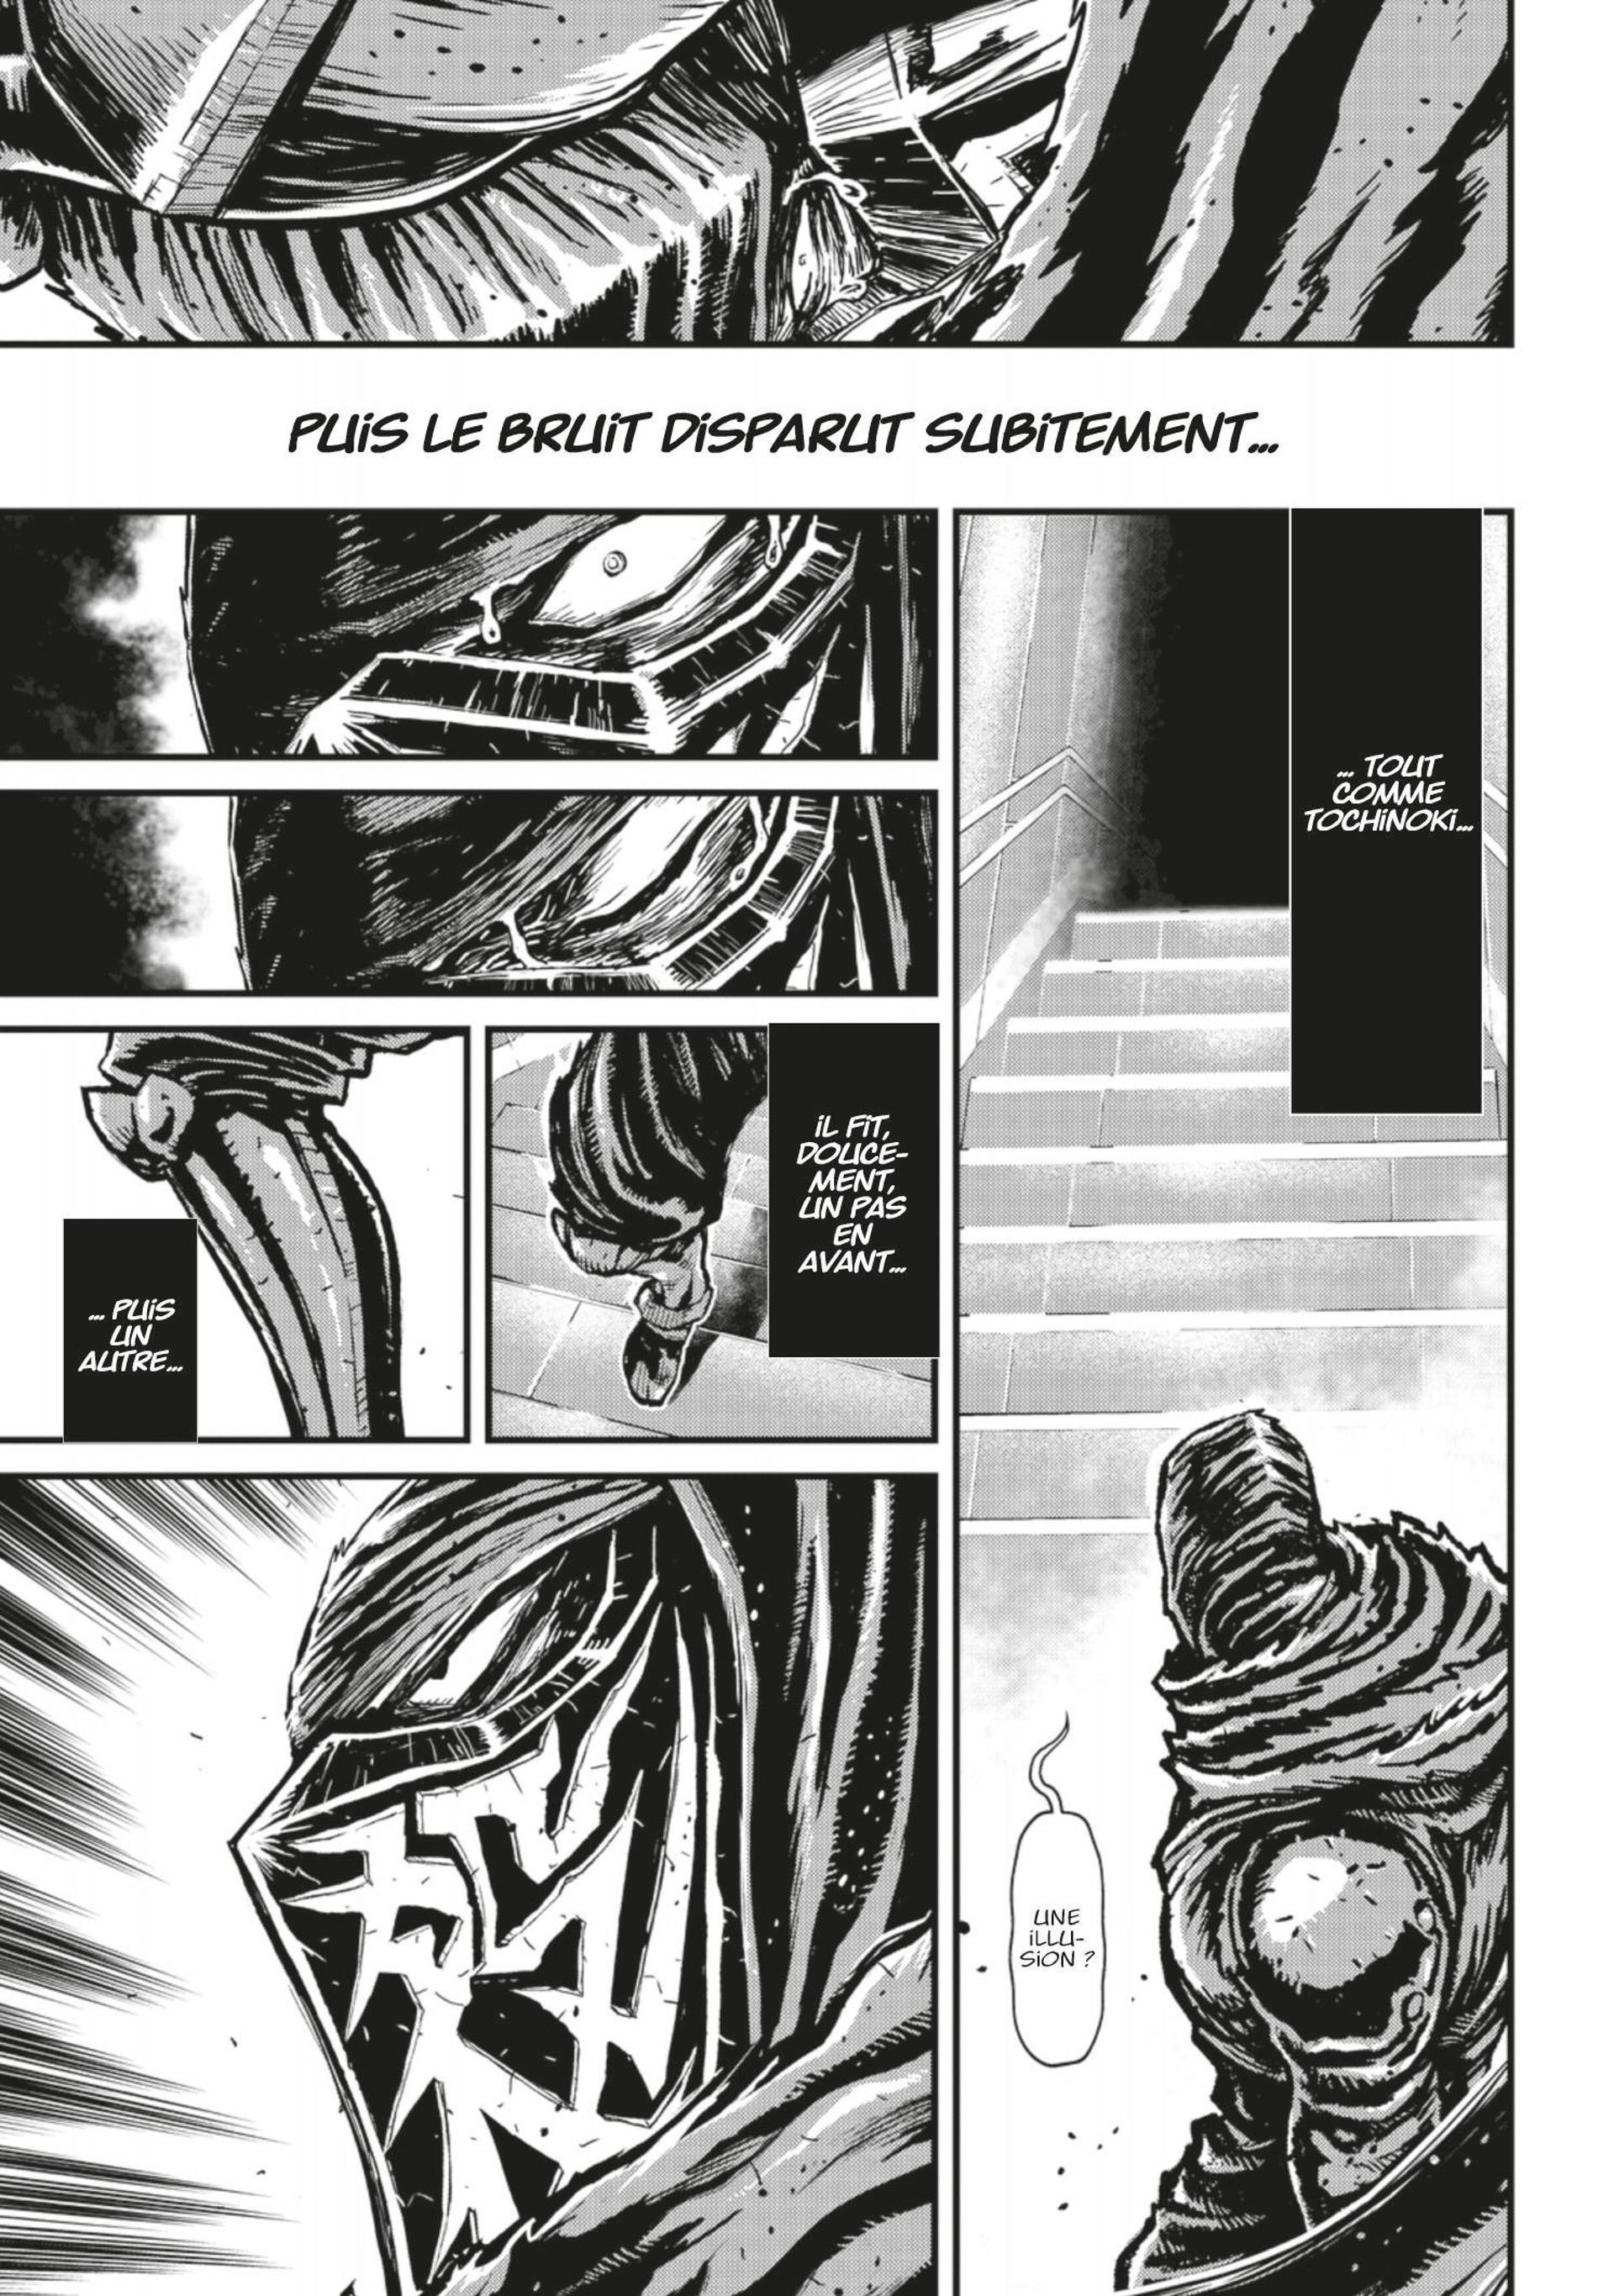 PUIS LE BRUIT DISPARUT SUBITEMENT...
... TOUT
COMME
TOCHINOKI...
UNE
ILLU-
SION ?
IL FIT,
DOUCE-
MENT,
UN PAS
EN
AVANT...
... PUIS
UN
AUTRE...